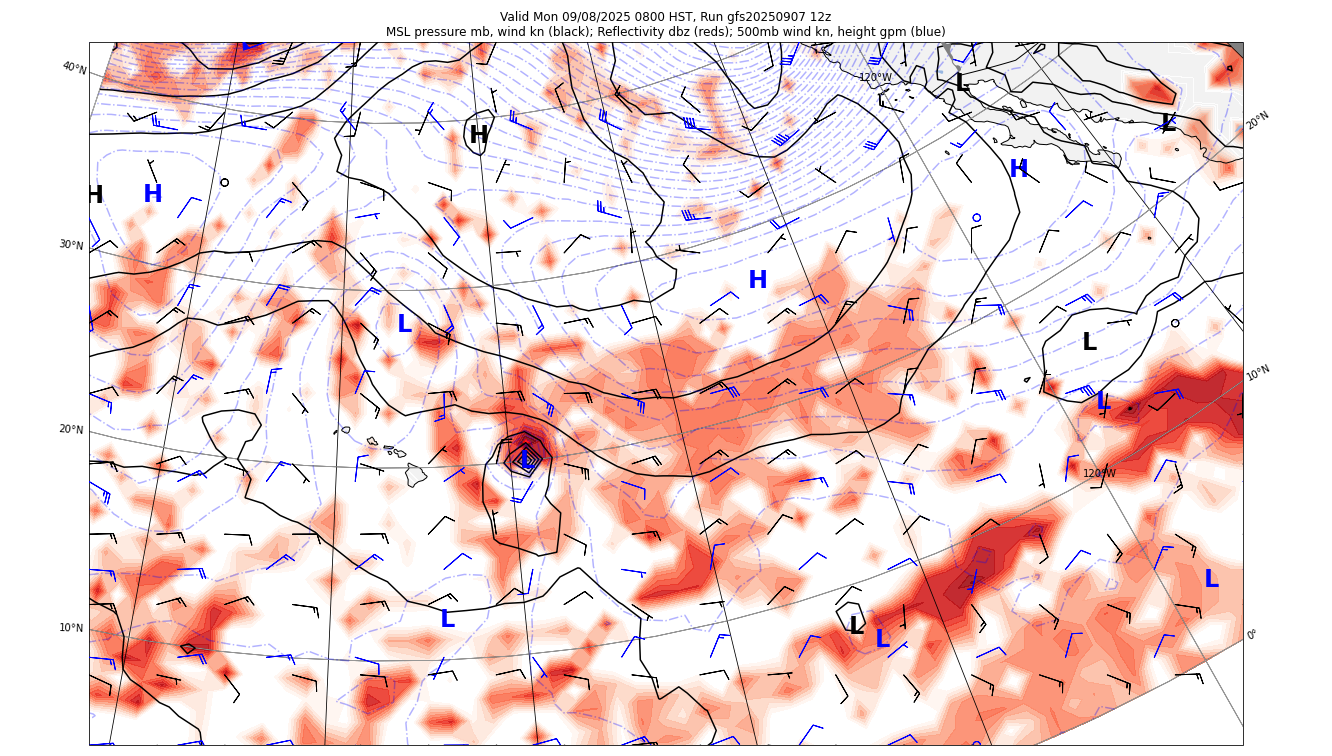 Valid Mon 09/08/2025 0800 HST, Run gfs20250907 12z
MSL pressure mb, wind kn (black); Reflectivity dbz (reds); 500mb wind kn, height gpm (blue)
L
40°N
120°W
L
L
20°N
H
H
H
H
30°N
H
L
L
10°N
L
20°N
L
120°W
L
L
10°N
L
L
0°